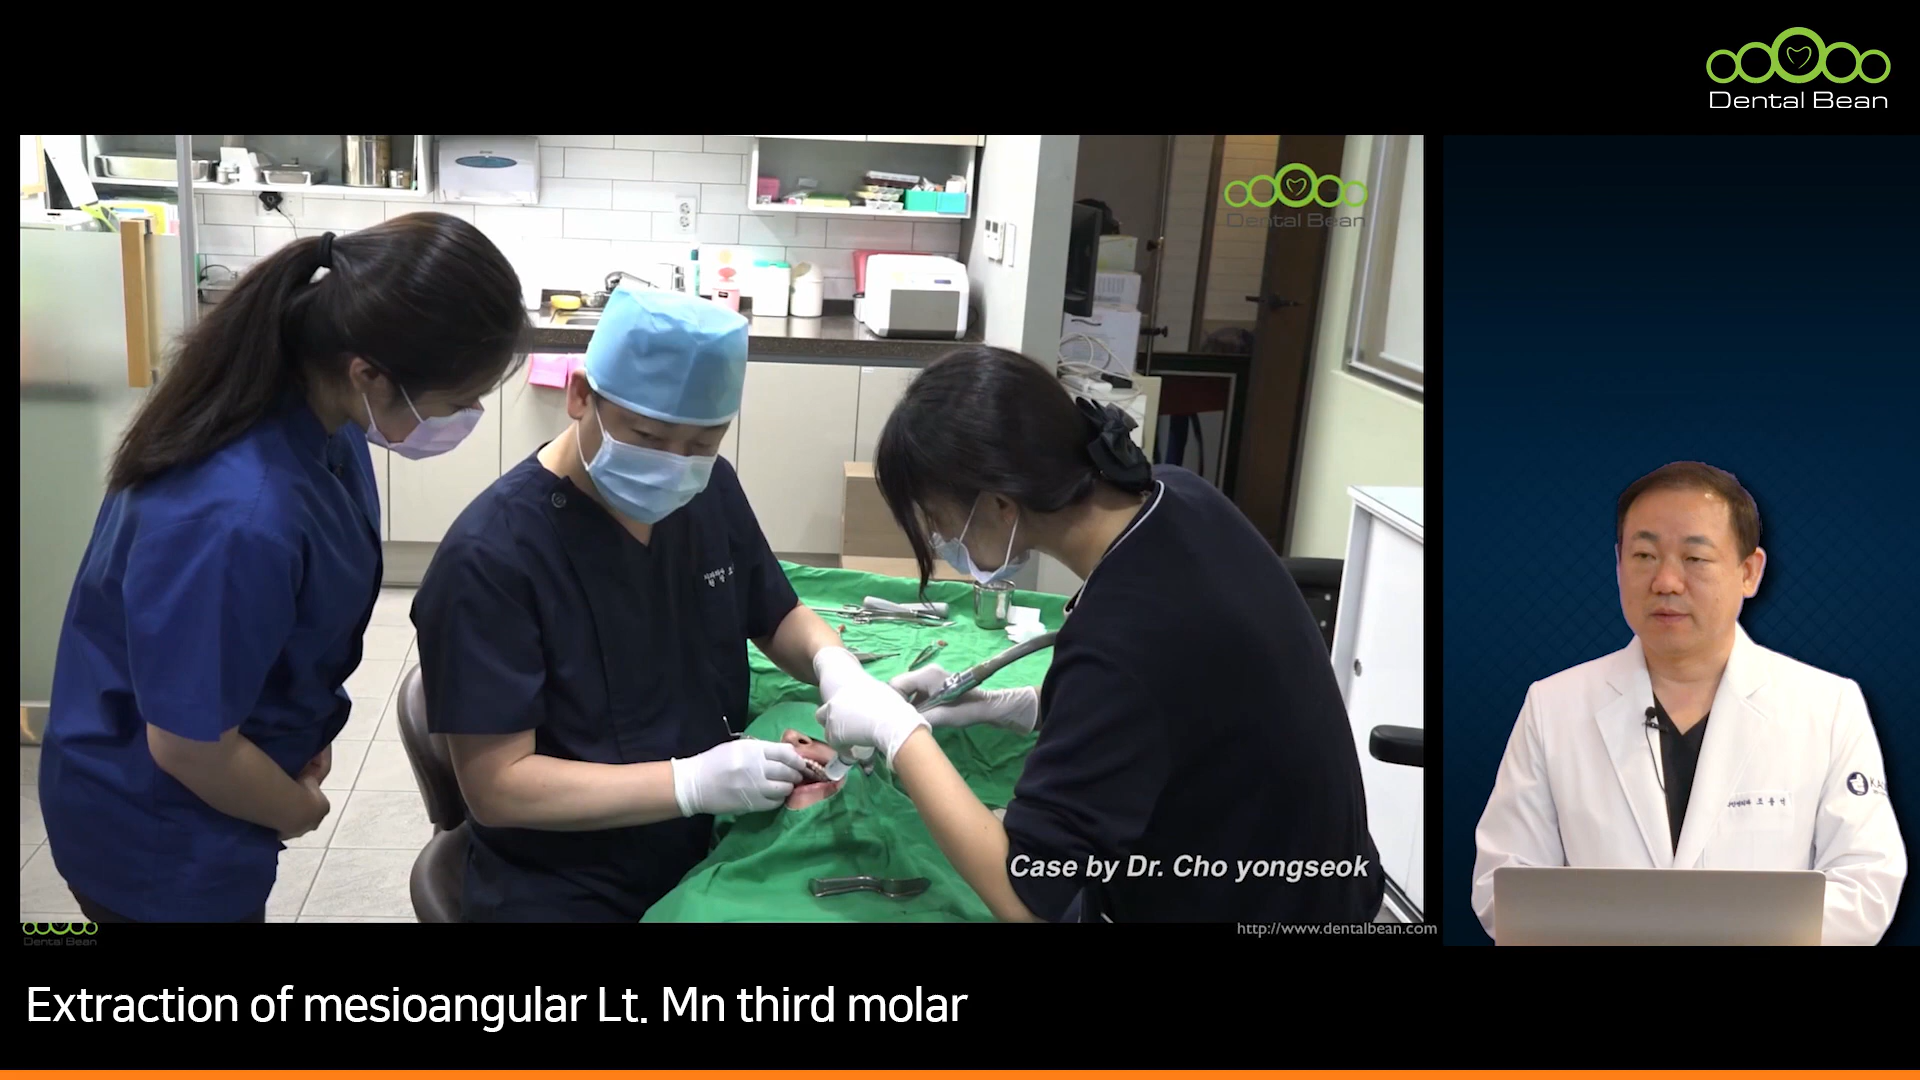 Dental Bean
Dental Bean
Case by Dr. Cho yongseok
Dental Bean
http://www.dentalbean.com
Extraction of mesioangular Lt. Mn third molar